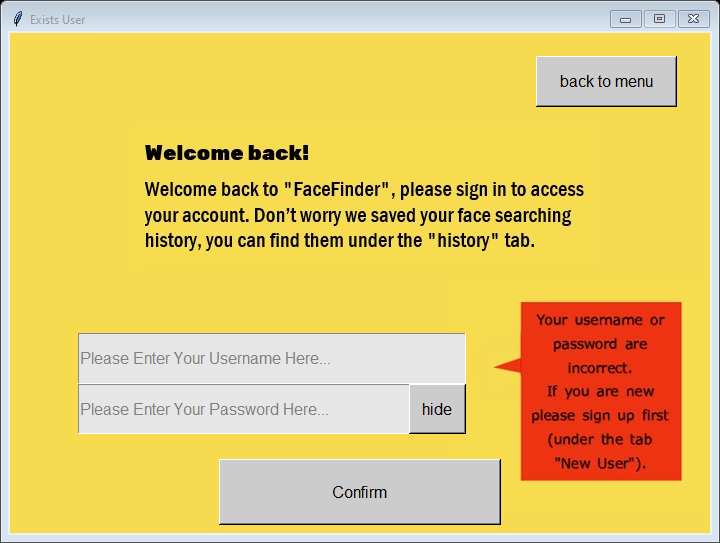 Exists User
back to menu
Welcome back!
Welcome back to "FaceFinder", please sign in to access
your account. Don’t worry we saved your face searching
history, you can find them under the "history" tab.
Please Enter Your Username Here...
Please Enter Your Password Here...
hide
Confirm
Your username or
password are
incorrect.
If you are new
please sign up first
(under the tab
"New User").